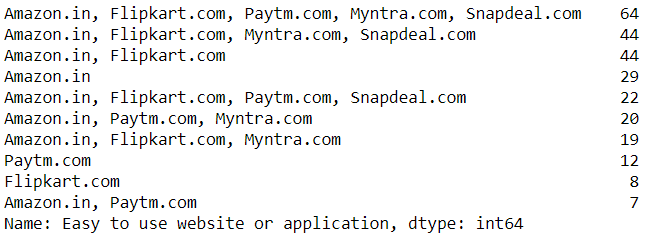 Amazon.in, Flipkart.com, Paytm.com, Myntra.com, Snapdeal.com 64
Amazon.in, Flipkart.com, Myntra.com, Snapdeal.com 44
Amazon.in, Flipkart.com 44
Amazon.in 29
Amazon.in, Flipkart.com, Paytm.com, Snapdeal.com 22
Amazon.in, Paytm.com, Myntra.com 20
Amazon.in, Flipkart.com, Myntra.com 19
Paytm.com 12
Flipkart.com 8
Amazon.in, Paytm.com 7
Name: Easy to use website or application, dtype: int64